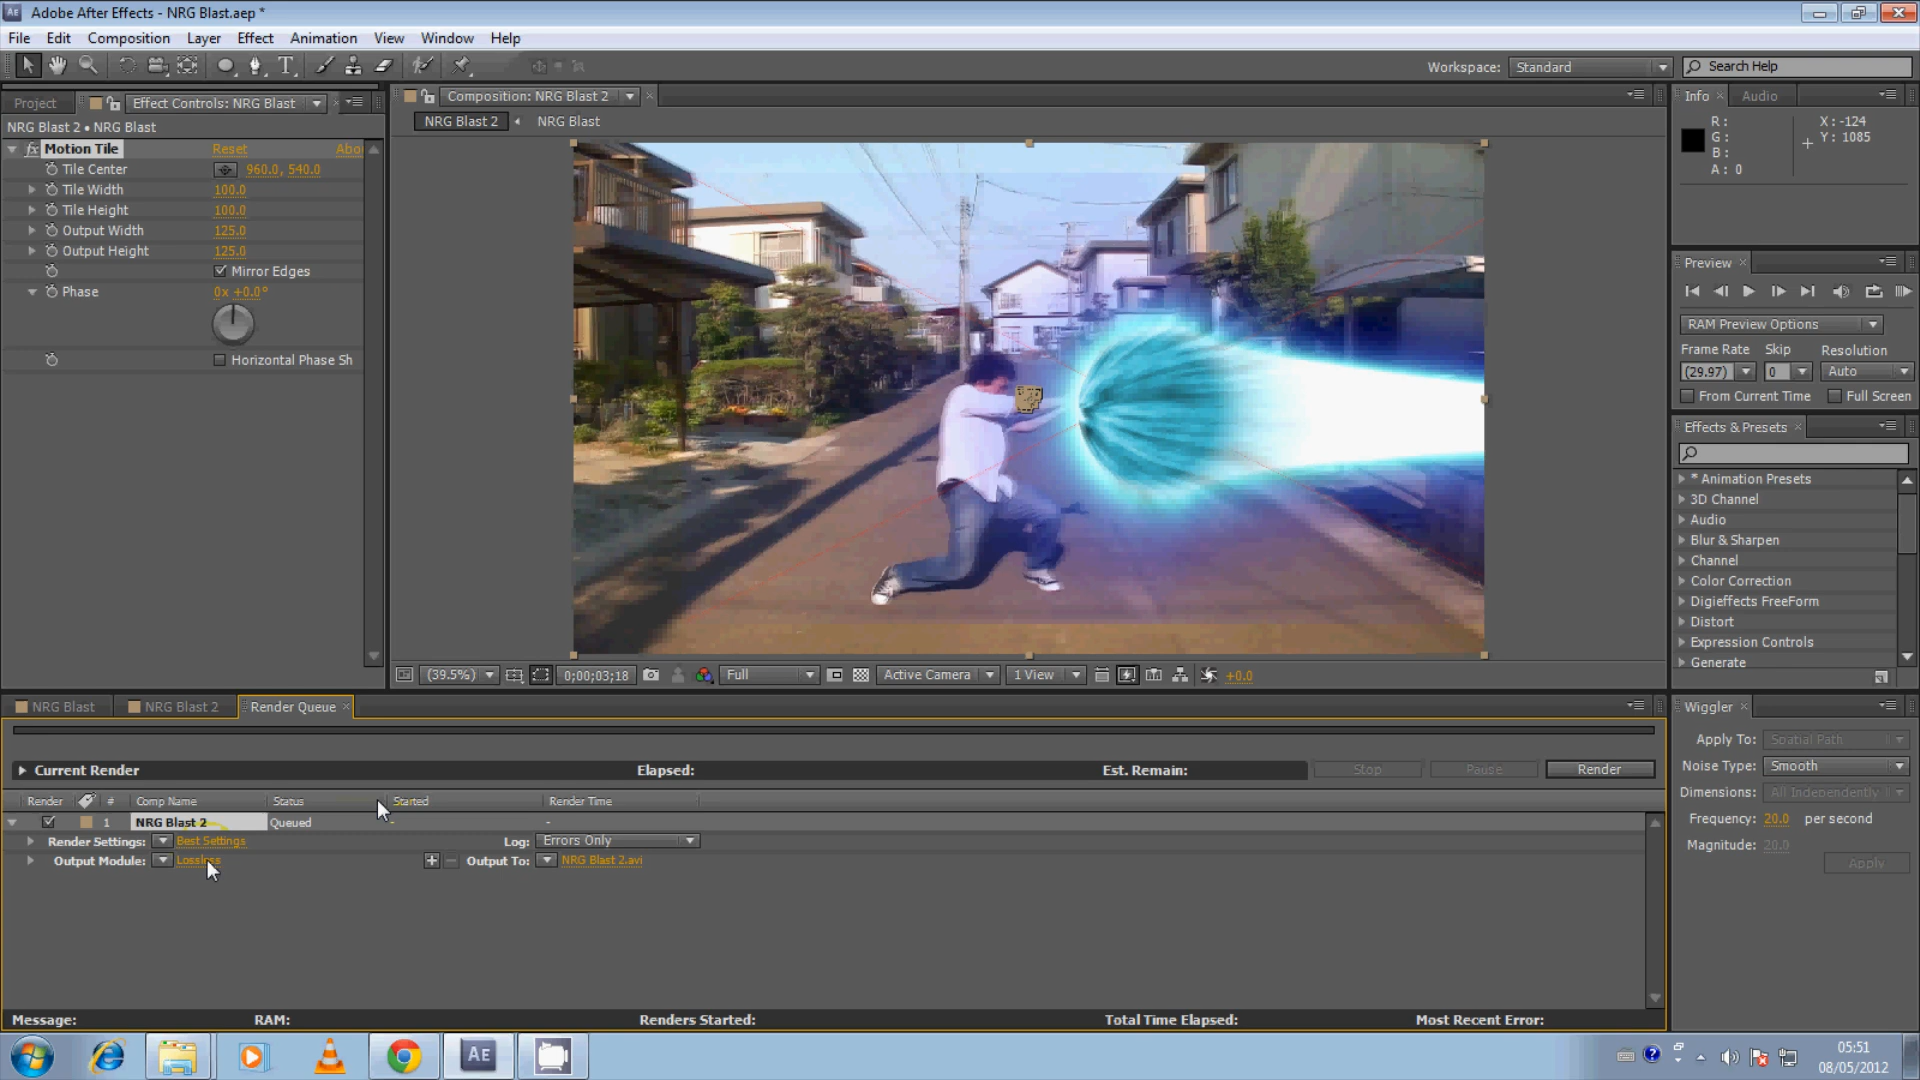 Adobe After Effects - NRG Blast.aep *
File Edit Composition Layer Effect Animation View Window Help
Workspace: Standard Search Help
Project Effect Controls: NRG Blast
NRG Blast 2 • NRG Blast
fx Motion Tile Reset Abo
Tile Center 960.0, 540.0
Tile Width 100.0
Tile Height 100.0
Output Width 125.0
Output Height 125.0
Mirror Edges
Phase 0x +0.0°
Horizontal Phase Sh
Composition: NRG Blast 2
NRG Blast 2 NRG Blast
(39.5%) 0;00;03;18 Full Active Camera 1 View +0.0
Info Audio
R: X: -124
G: Y: 1085
B:
A: 0
Preview
RAM Preview Options
Frame Rate Skip Resolution
(29.97) 0 Auto
From Current Time Full Screen
Effects & Presets
* Animation Presets
3D Channel
Audio
Blur & Sharpen
Channel
Color Correction
Digieffects FreeForm
Distort
Expression Controls
Generate
NRG Blast NRG Blast 2 Render Queue
Current Render Elapsed: Est. Remain: Stop Pause Render
Render # Comp Name Status Started Render Time
1 NRG Blast 2 Queued - -
Render Settings: Best Settings Log: Errors Only
Output Module: Lossless Output To: NRG Blast 2.avi
Message: RAM: Renders Started: Total Time Elapsed: Most Recent Error:
Wiggler
Apply To: Spatial Path
Noise Type: Smooth
Dimensions: All Independently
Frequency: 20.0 per second
Magnitude: 20.0
Apply
AE
05:51
08/05/2012